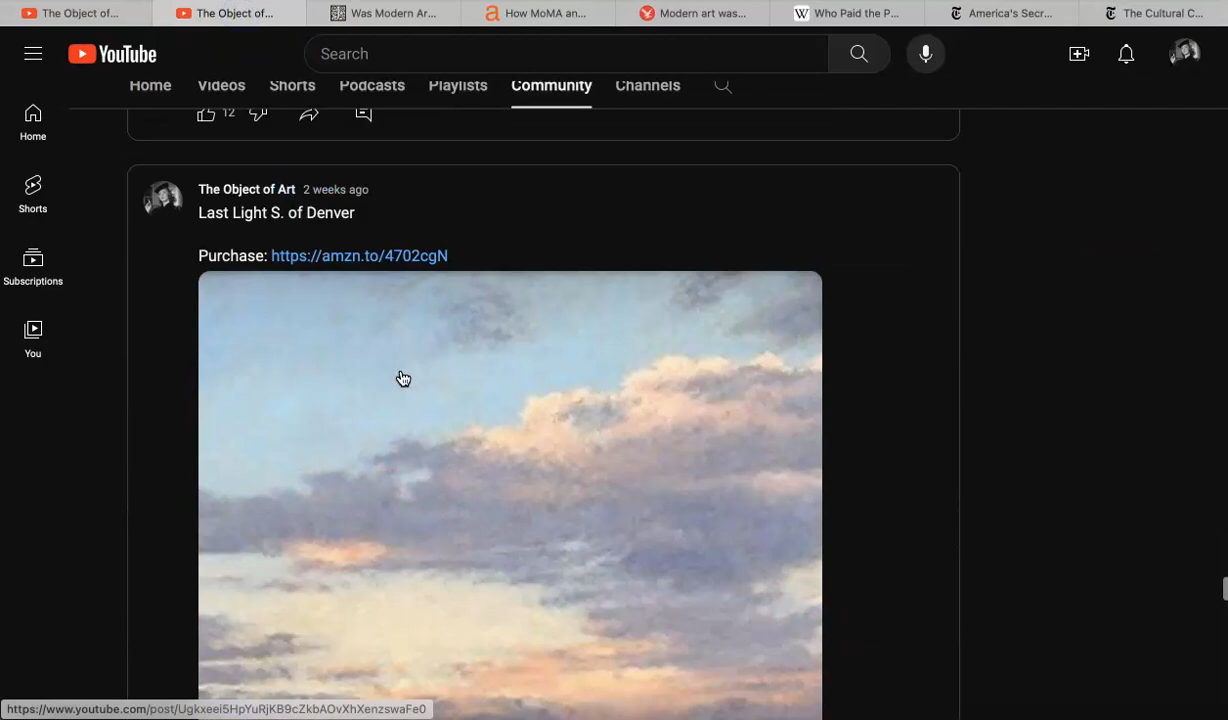 The Object of...
The Object of...
Was Modern Ar...
How MoMA an...
Modern art was...
Who Paid the P...
America's Secr...
The Cultural C...
YouTube
Search
Home Videos Shorts Podcasts Playlists Community Channels
12
Home
Shorts
Subscriptions
You
The Object of Art 2 weeks ago
Last Light S. of Denver
Purchase: https://amzn.to/4702cgN
https://www.youtube.com/post/Ugkxeei5HpYuRjKB9cZkbAOvXhXenzswaFe0